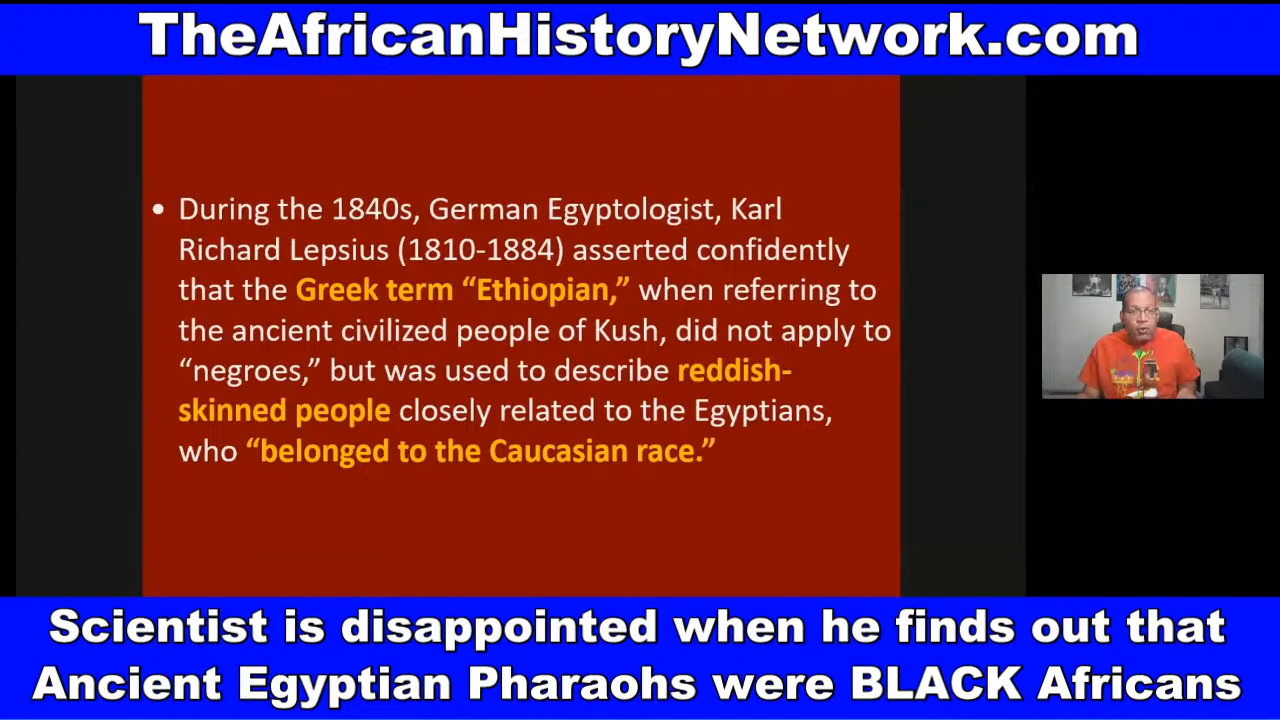 TheAfricanHistoryNetwork.com
• During the 1840s, German Egyptologist, Karl
Richard Lepsius (1810-1884) asserted confidently
that the Greek term “Ethiopian,” when referring to
the ancient civilized people of Kush, did not apply to
“negroes,” but was used to describe reddish-
skinned people closely related to the Egyptians,
who “belonged to the Caucasian race.”
Scientist is disappointed when he finds out that
Ancient Egyptian Pharaohs were BLACK Africans